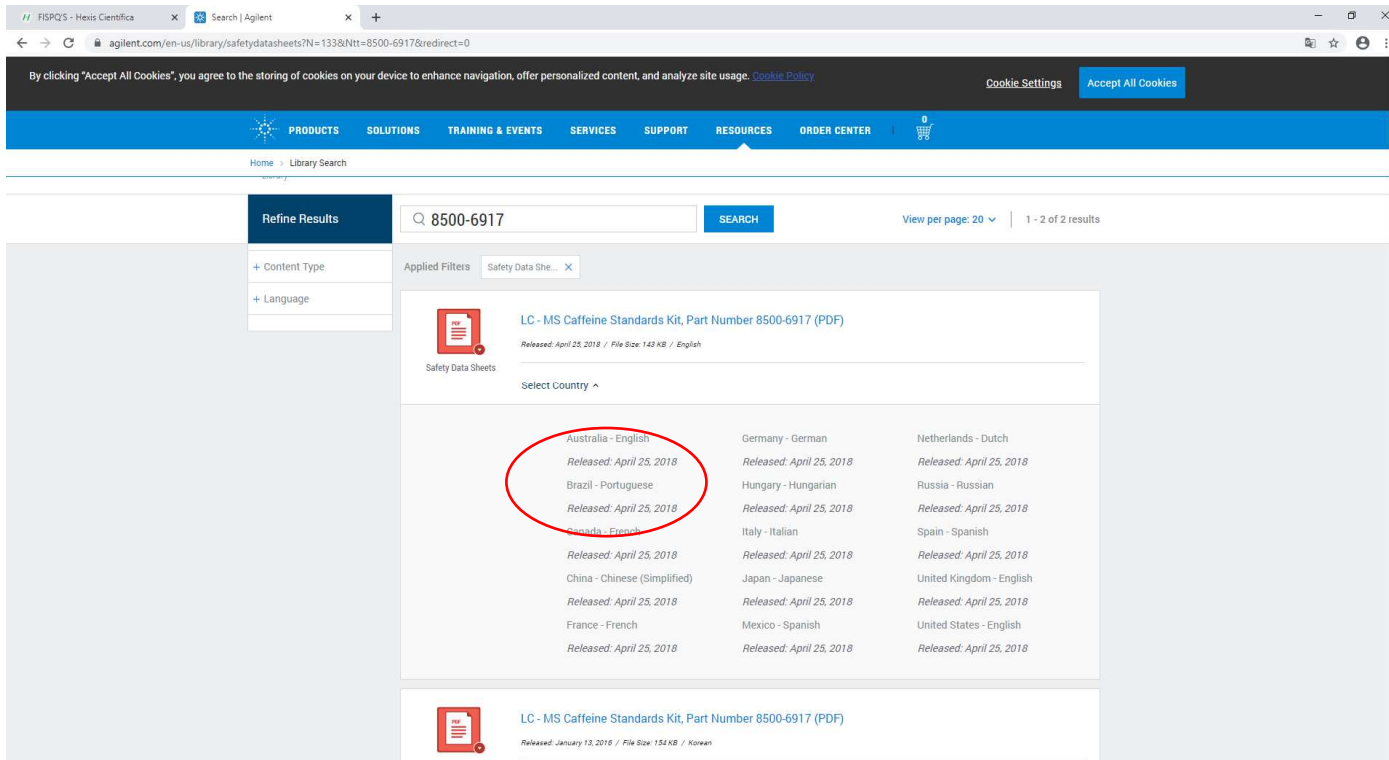 FISPQ'S - Hexis Científica
Search | Agilent
agilent.com/en-us/library/safetydatasheets?N=133&Ntt=8500-6917&redirect=0
By clicking "Accept All Cookies", you agree to the storing of cookies on your device to enhance navigation, offer personalized content, and analyze site usage. Cookie Policy
Cookie Settings
Accept All Cookies
PRODUCTS SOLUTIONS TRAINING & EVENTS SERVICES SUPPORT RESOURCES ORDER CENTER 0
Home > Library Search
Library
Refine Results
8500-6917
SEARCH
View per page: 20
1 - 2 of 2 results
+ Content Type
+ Language
Applied Filters
Safety Data She...
PDF
Safety Data Sheets
LC - MS Caffeine Standards Kit, Part Number 8500-6917 (PDF)
Released: April 25, 2018 / File Size: 143 KB / English
Select Country
Australia - English
Released: April 25, 2018
Brazil - Portuguese
Released: April 25, 2018
Canada - French
Released: April 25, 2018
China - Chinese (Simplified)
Released: April 25, 2018
France - French
Released: April 25, 2018
Germany - German
Released: April 25, 2018
Hungary - Hungarian
Released: April 25, 2018
Italy - Italian
Released: April 25, 2018
Japan - Japanese
Released: April 25, 2018
Mexico - Spanish
Released: April 25, 2018
Netherlands - Dutch
Released: April 25, 2018
Russia - Russian
Released: April 25, 2018
Spain - Spanish
Released: April 25, 2018
United Kingdom - English
Released: April 25, 2018
United States - English
Released: April 25, 2018
PDF
LC - MS Caffeine Standards Kit, Part Number 8500-6917 (PDF)
Released: January 13, 2016 / File Size: 154 KB / Korean